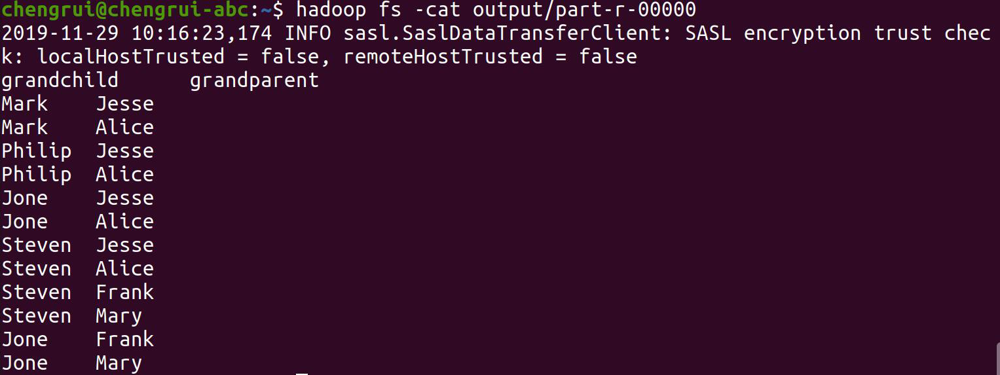 chengrui@chengrui-abc:~$ hadoop fs -cat output/part-r-00000
2019-11-29 10:16:23,174 INFO sasl.SaslDataTransferClient: SASL encryption trust chec
k: localHostTrusted = false, remoteHostTrusted = false
grandchild      grandparent
Mark    Jesse
Mark    Alice
Philip  Jesse
Philip  Alice
Jone    Jesse
Jone    Alice
Steven  Jesse
Steven  Alice
Steven  Frank
Steven  Mary
Jone    Frank
Jone    Mary